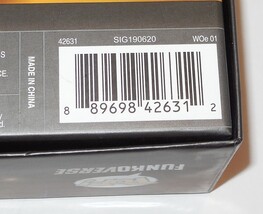 42631 SIG190620 WOe 01
MADE IN CHINA
8 89698 42631 2
FUNKOVERSE